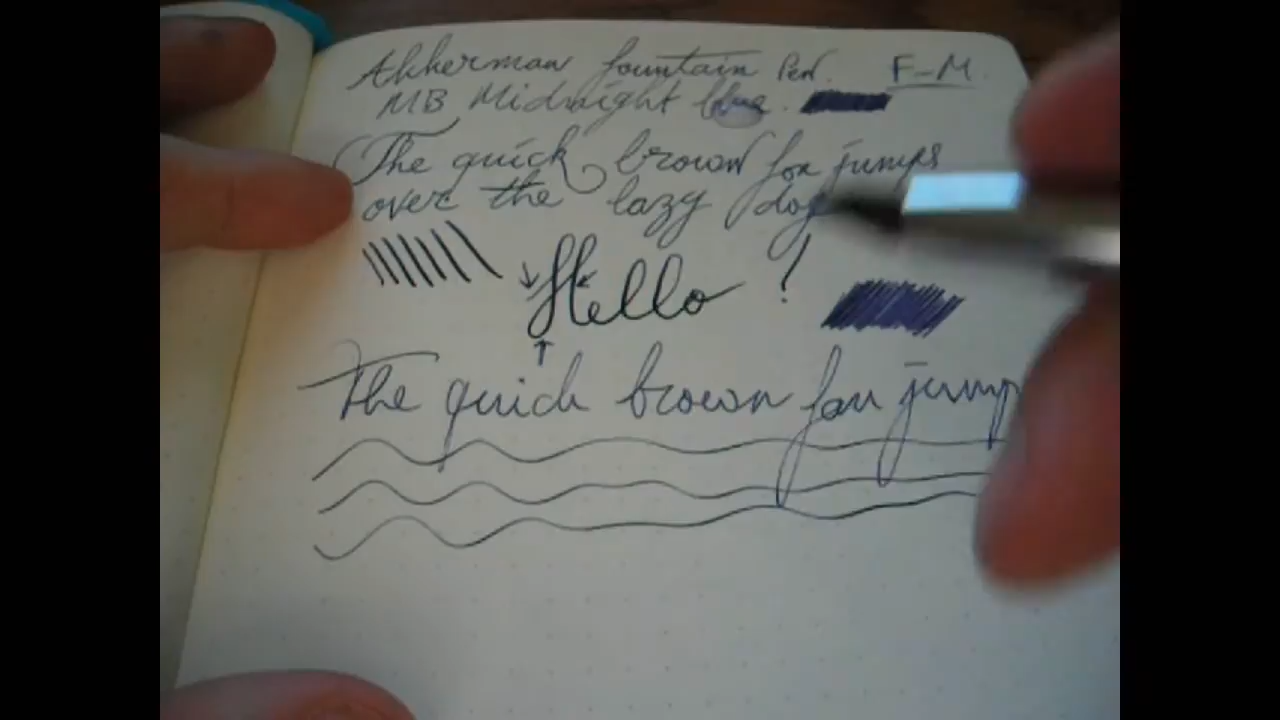 Akkerman fountain Pen. F-M.
MB Midnight blue.
The quick brown fox jumps
over the lazy dog
Hello !
The quick brown fox jump